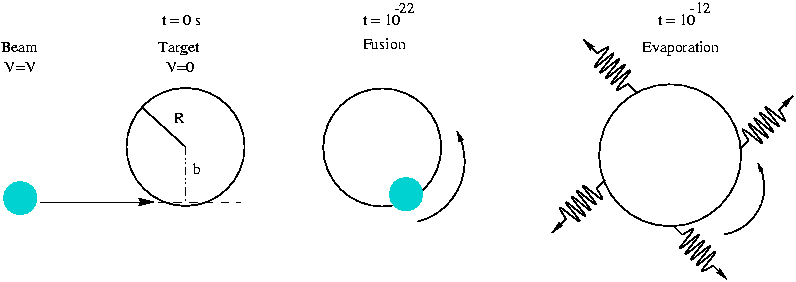 t = 0 s
t = 10^-22
t = 10^-12
Beam
Target
Fusion
Evaporation
V=V
V=0
R
b